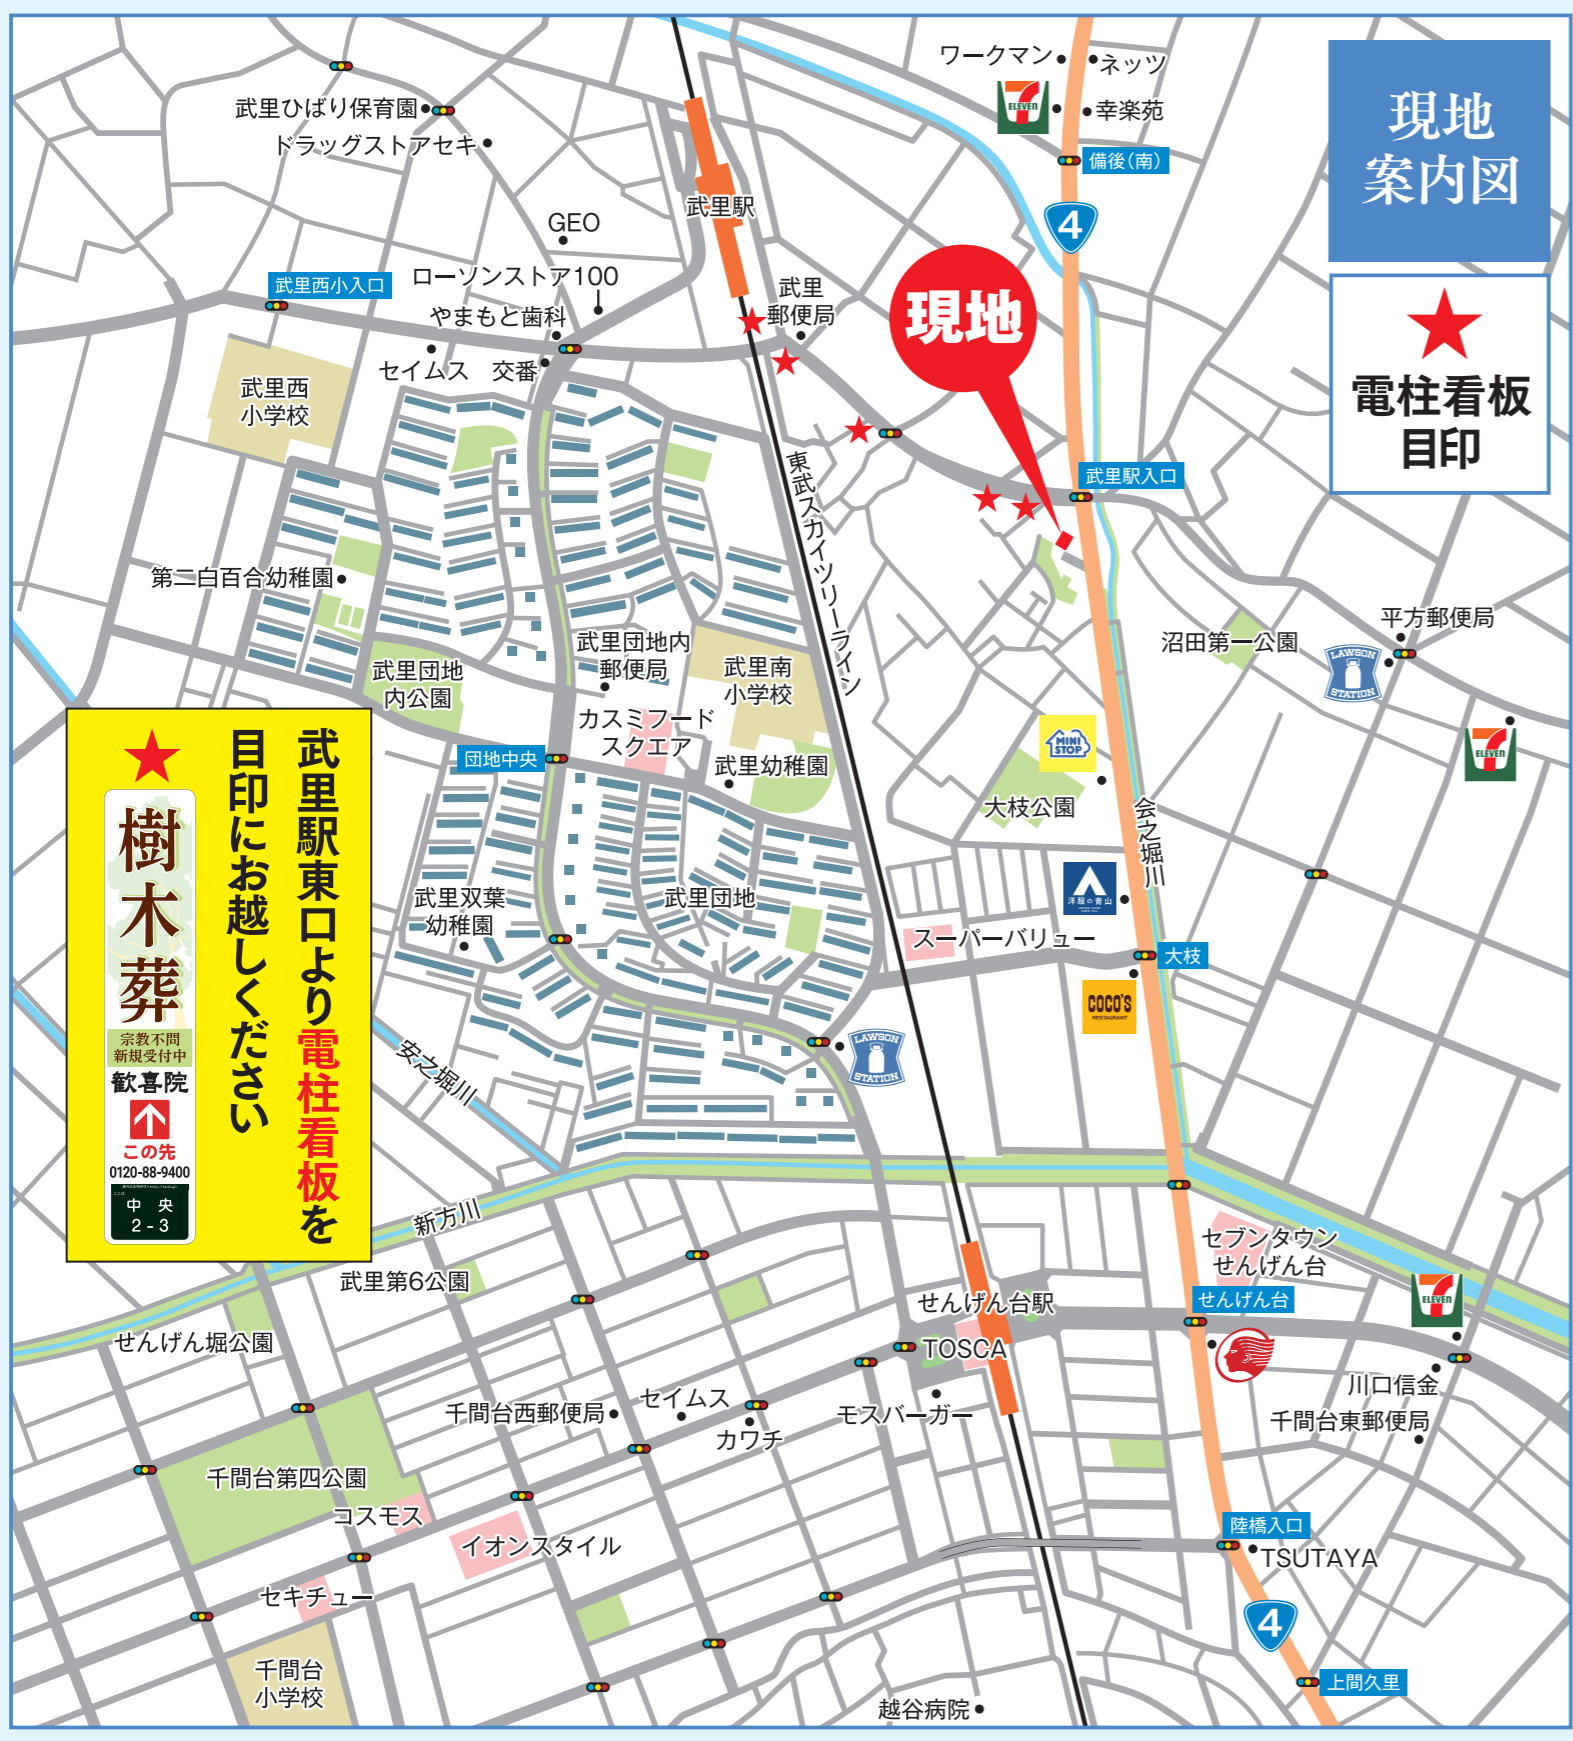 現地
案内図
電柱看板
目印
現地
ワークマン
ネッツ
ELEVEN
幸楽苑
備後(南)
4
武里ひばり保育園
ドラッグストアセキ
武里駅
GEO
ローソンストア100
武里西小入口
やまもと歯科
セイムス
交番
武里
郵便局
武里西
小学校
東武スカイツリーライン
武里駅入口
第二白百合幼稚園
武里団地内
郵便局
武里南
小学校
武里団地
内公園
カスミフード
スクエア
団地中央
武里幼稚園
沼田第一公園
平方郵便局
LAWSON
STATION
ELEVEN
MINI
STOP
大枝公園
会之堀川
洋服の青山
武里双葉
幼稚園
武里団地
スーパーバリュー
大枝
COCO'S
RESTAURANT
LAWSON
STATION
安之堀川
武里駅東口より電柱看板を
目印にお越しください
樹木葬
宗教不問
新規受付中
歓喜院
この先
0120-88-9400
中 央
2-3
新方川
武里第6公園
せんげん堀公園
セブンタウン
せんげん台
せんげん台駅
せんげん台
ELEVEN
TOSCA
川口信金
千間台東郵便局
モスバーガー
セイムス
千間台西郵便局
カワチ
千間台第四公園
コスモス
イオンスタイル
セキチュー
千間台
小学校
陸橋入口
TSUTAYA
4
上間久里
越谷病院